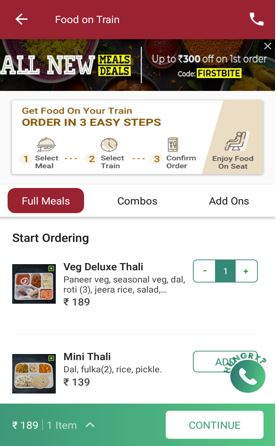 Food on Train
ALL NEW MEALS DEALS
Up to ₹300 off on 1st order
Code: FIRSTBITE
Get Food On Your Train
ORDER IN 3 EASY STEPS
1 Select Meal
2 Select Train
3 Confirm Order
Enjoy Food On Seat
Full Meals
Combos
Add Ons
Start Ordering
Veg Deluxe Thali
Paneer veg, seasonal veg, dal,
roti (3), jeera rice, salad,...
₹ 189
- 1 +
Mini Thali
Dal, fulka(2), rice, pickle.
₹ 139
ADD
HUNGRY?
₹ 189 | 1 Item
CONTINUE